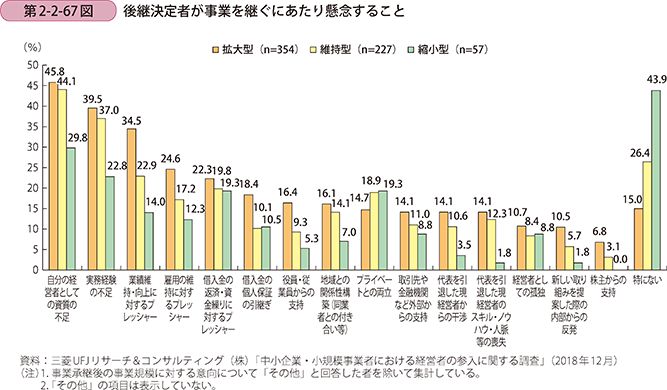 第2-2-67図
後継決定者が事業を継ぐにあたり懸念すること
(%)
拡大型（n=354）
維持型（n=227）
縮小型（n=57）
50
45
40
35
30
25
20
15
10
5
0
45.8
44.1
29.8
39.5
37.0
22.8
34.5
22.9
14.0
24.6
17.2
12.3
22.3
19.8
19.3
18.4
10.1
10.5
16.4
9.3
5.3
16.1
14.1
7.0
14.7
18.9
19.3
14.1
11.0
8.8
14.1
10.6
3.5
14.1
12.3
1.8
10.7
8.4
8.8
10.5
5.7
1.8
6.8
3.1
0.0
15.0
26.4
43.9
自分の経
営者として
の資質の
不足
実務経験
の不足
業績維
持・向上に
対するプレ
ッシャー
雇用の維
持に対す
るプレッ
シャー
借入金の
返済・資
金繰りに
対するプ
レッシャー
借入金の
個人保証
の引継ぎ
役員・従
業員から
の支持
地域との
関係性構
築（同業
者との付
き合い等）
プライベー
トとの両立
取引先や
金融機関
など外部か
らの支持
代表を引
退した現
経営者か
らの干渉
代表を引
退した現
経営者の
スキル・ノウ
ハウ・人脈
等の喪失
経営者とし
ての孤独
新しい取り
組みを提
案した際の
内部からの
反発
株主から
の支持
特にない
資料：三菱UFJリサーチ＆コンサルティング（株）「中小企業・小規模事業者における経営者の参入に関する調査」（2018年12月）
（注）1. 事業承継後の事業規模に対する意向について「その他」と回答した者を除いて集計している。
2.「その他」の項目は表示していない。